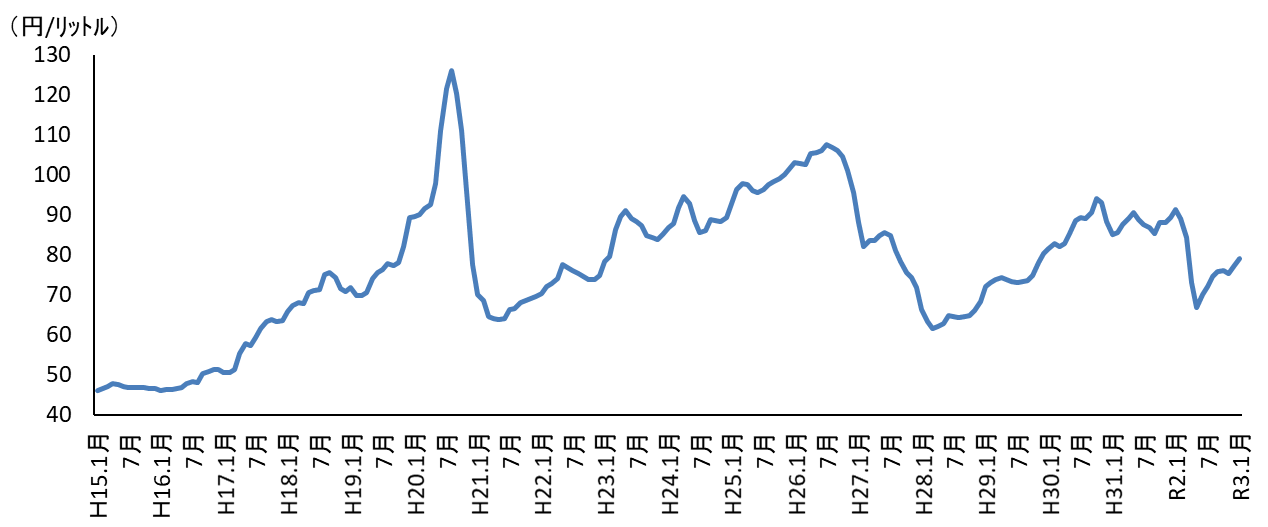 （円/ﾘｯﾄﾙ）
130
120
110
100
90
80
70
60
50
40
H15.1月
7月
H16.1月
7月
H17.1月
7月
H18.1月
7月
H19.1月
7月
H20.1月
7月
H21.1月
7月
H22.1月
7月
H23.1月
7月
H24.1月
7月
H25.1月
7月
H26.1月
7月
H27.1月
7月
H28.1月
7月
H29.1月
7月
H30.1月
7月
H31.1月
7月
R2.1月
7月
R3.1月